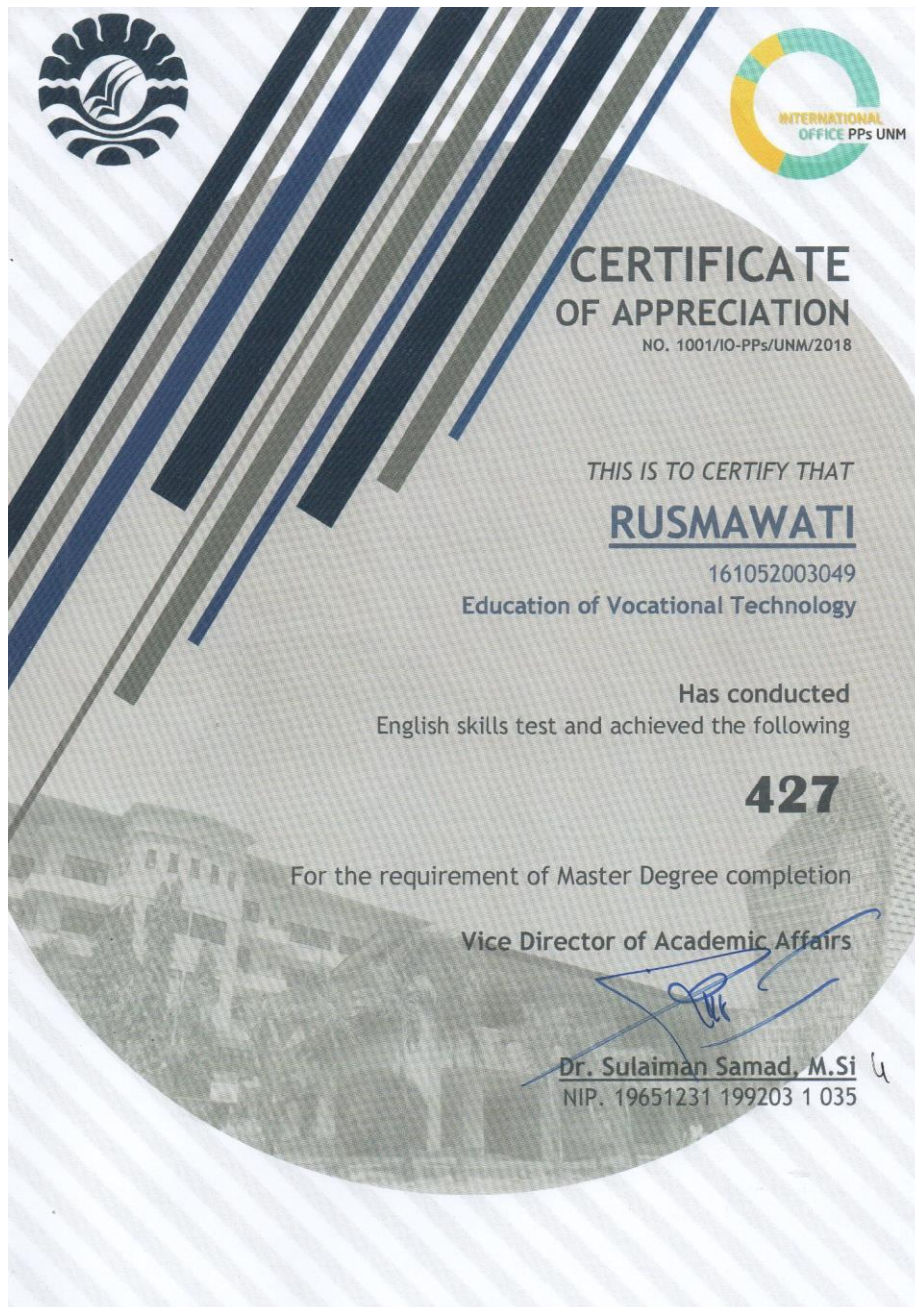 INTERNATIONAL
OFFICE PPs UNM
CERTIFICATE
OF APPRECIATION
NO. 1001/IO-PPs/UNM/2018
THIS IS TO CERTIFY THAT
RUSMAWATI
161052003049
Education of Vocational Technology
Has conducted
English skills test and achieved the following
427
For the requirement of Master Degree completion
Vice Director of Academic Affairs
Dr. Sulaiman Samad, M.Si
NIP. 19651231 199203 1 035